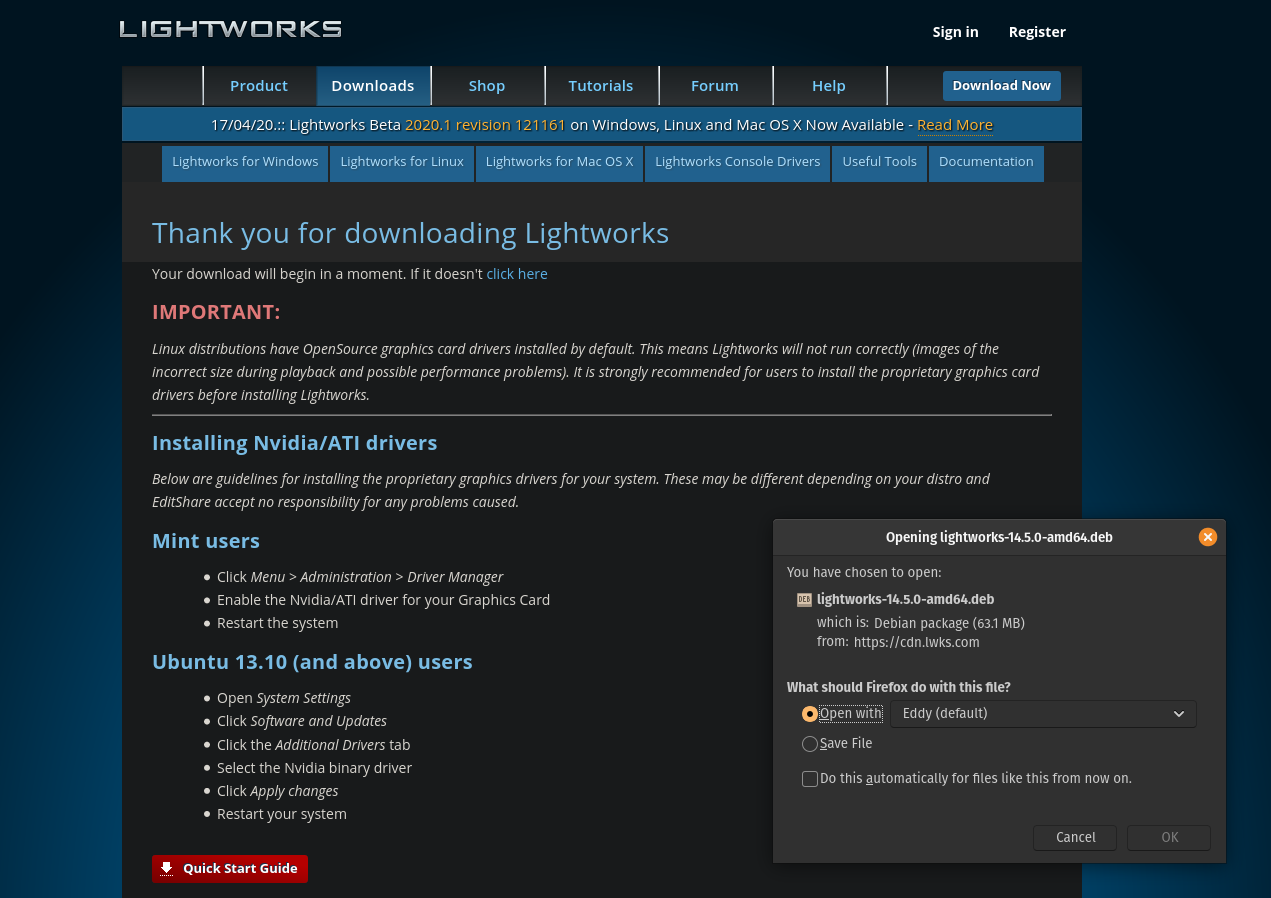 LIGHTWORKS
Sign in Register
Product Downloads Shop Tutorials Forum Help Download Now
17/04/20.:: Lightworks Beta 2020.1 revision 121161 on Windows, Linux and Mac OS X Now Available - Read More
Lightworks for Windows Lightworks for Linux Lightworks for Mac OS X Lightworks Console Drivers Useful Tools Documentation
Thank you for downloading Lightworks
Your download will begin in a moment. If it doesn't click here
IMPORTANT:
Linux distributions have OpenSource graphics card drivers installed by default. This means Lightworks will not run correctly (images of the
incorrect size during playback and possible performance problems). It is strongly recommended for users to install the proprietary graphics card
drivers before installing Lightworks.
Installing Nvidia/ATI drivers
Below are guidelines for installing the proprietary graphics drivers for your system. These may be different depending on your distro and
EditShare accept no responsibility for any problems caused.
Mint users
Click Menu > Administration > Driver Manager
Enable the Nvidia/ATI driver for your Graphics Card
Restart the system
Ubuntu 13.10 (and above) users
Open System Settings
Click Software and Updates
Click the Additional Drivers tab
Select the Nvidia binary driver
Click Apply changes
Restart your system
Quick Start Guide
Opening lightworks-14.5.0-amd64.deb
You have chosen to open:
DEB lightworks-14.5.0-amd64.deb
which is: Debian package (63.1 MB)
from: https://cdn.lwks.com
What should Firefox do with this file?
Open with Eddy (default)
Save File
Do this automatically for files like this from now on.
Cancel OK